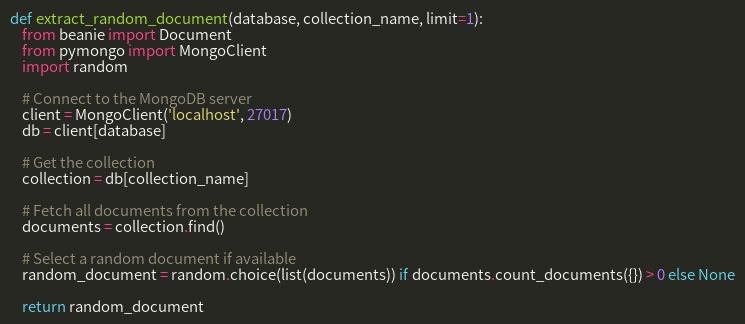 def extract_random_document(database, collection_name, limit=1):
    from beanie import Document
    from pymongo import MongoClient
    import random

    # Connect to the MongoDB server
    client = MongoClient('localhost', 27017)
    db = client[database]

    # Get the collection
    collection = db[collection_name]

    # Fetch all documents from the collection
    documents = collection.find()

    # Select a random document if available
    random_document = random.choice(list(documents)) if documents.count_documents({}) > 0 else None

    return random_document